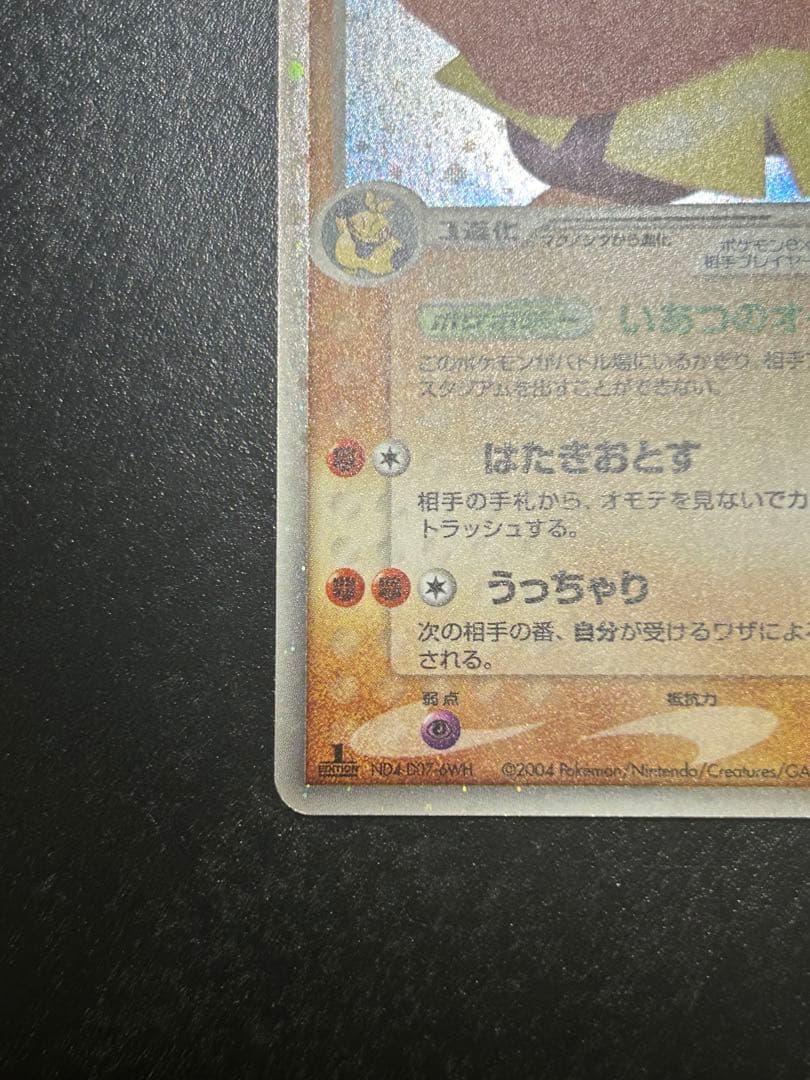 1進化 マクノシタから進化
ポケモンe
相手プレイヤー
ポケボディー いあつのオ
このポケモンがバトル場にいるかぎり、相手
スタジアムを出すことができない。
はたきおとす
相手の手札から、オモテを見ないでカ
トラッシュする。
うっちゃり
次の相手の番、自分が受けるワザによ
される。
弱点 抵抗力
1 EDITION ND4 D07-6WH ©2004 Pokémon/Nintendo/Creatures/GA